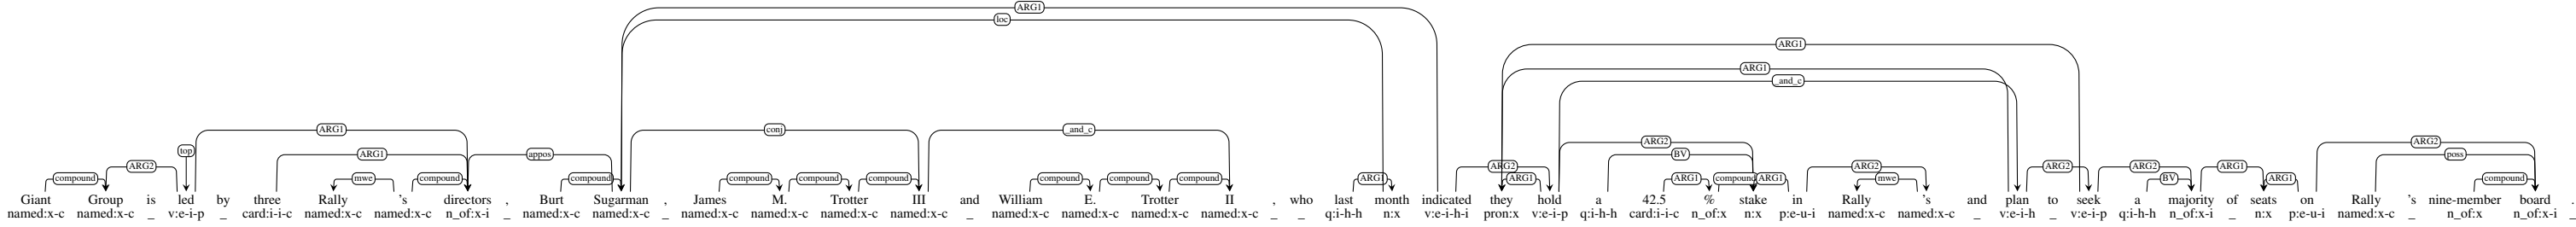 ARG1
loc
ARG1
ARG1
_and_c
ARG1 conj _and_c
top ARG1 appos ARG2 BV ARG2 poss
ARG2 ARG2 ARG2 ARG2 ARG2 ARG1
compound mwe compound compound compound compound compound compound compound compound ARG1 ARG1 ARG1 compound ARG1 mwe BV ARG1 compound
Giant Group is led by three Rally 's directors , Burt Sugarman , James M. Trotter III and William E. Trotter II , who last month indicated they hold a 42.5 % stake in Rally 's and plan to seek a majority of seats on Rally 's nine-member board .
named:x-c named:x-c _ v:e-i-p _ card:i-i-c named:x-c named:x-c n_of:x-i _ named:x-c named:x-c _ named:x-c named:x-c named:x-c named:x-c _ named:x-c named:x-c named:x-c named:x-c _ _ q:i-h-h n:x v:e-i-h-i pron:x v:e-i-p q:i-h-h card:i-i-c n_of:x n:x p:e-u-i named:x-c named:x-c _ v:e-i-h _ v:e-i-p q:i-h-h n_of:x-i _ n:x p:e-u-i named:x-c _ n_of:x n_of:x-i _